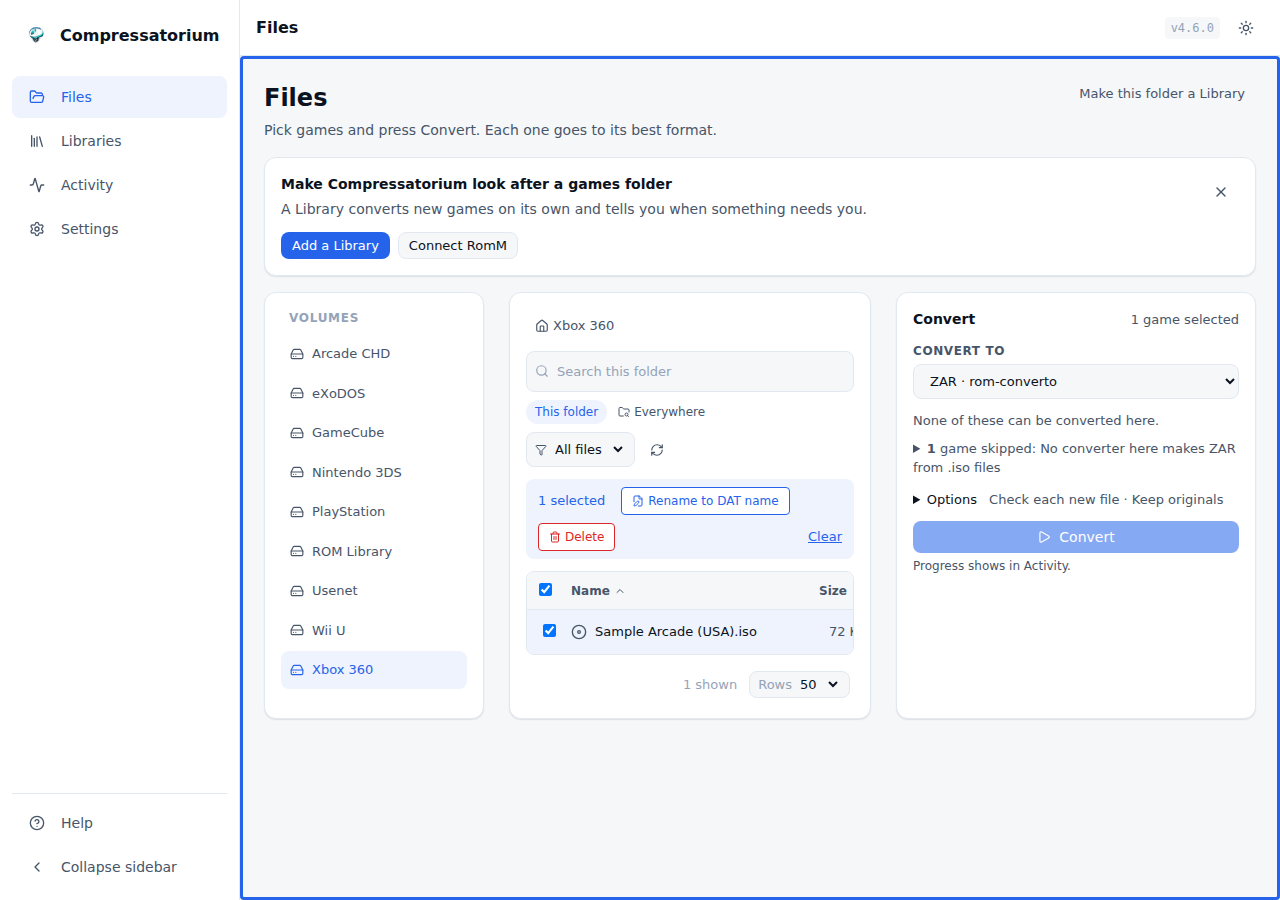 Compressatorium
Files
Libraries
Activity
Settings
Help
Collapse sidebar
Files
v4.6.0
Files
Make this folder a Library
Pick games and press Convert. Each one goes to its best format.
Make Compressatorium look after a games folder
A Library converts new games on its own and tells you when something needs you.
Add a Library
Connect RomM
VOLUMES
Arcade CHD
eXoDOS
GameCube
Nintendo 3DS
PlayStation
ROM Library
Usenet
Wii U
Xbox 360
Xbox 360
Search this folder
This folder
Everywhere
All files
1 selected
Rename to DAT name
Delete
Clear
Name
Size
Sample Arcade (USA).iso
72
1 shown
Rows 50
Convert
1 game selected
CONVERT TO
ZAR · rom-converto
None of these can be converted here.
1 game skipped: No converter here makes ZAR
from .iso files
Options Check each new file · Keep originals
Convert
Progress shows in Activity.